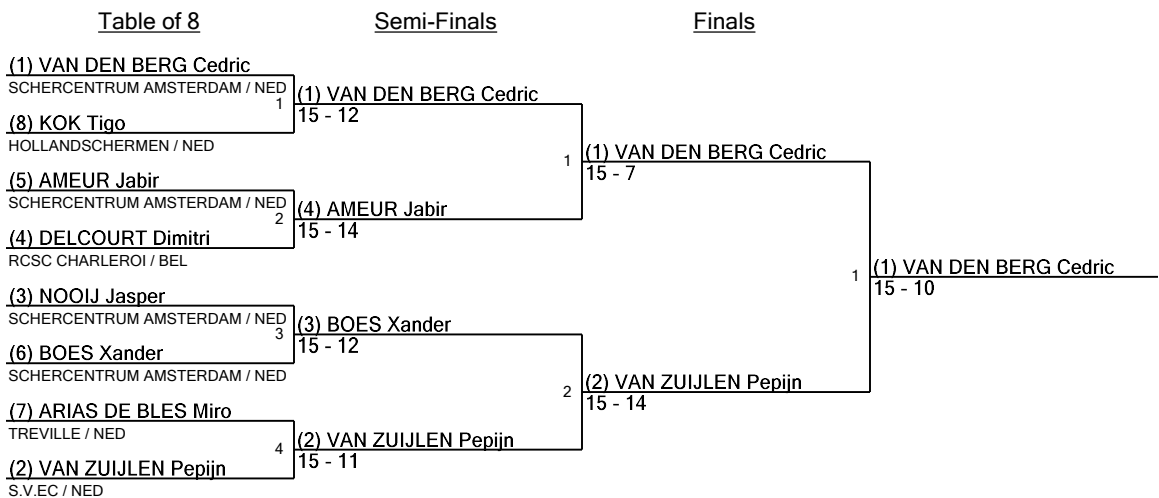 Table of 8
Semi-Finals
Finals
(1) VAN DEN BERG Cedric
SCHERCENTRUM AMSTERDAM / NED
1
(8) KOK Tigo
HOLLANDSCHERMEN / NED
(5) AMEUR Jabir
SCHERCENTRUM AMSTERDAM / NED
2
(4) DELCOURT Dimitri
RCSC CHARLEROI / BEL
(3) NOOIJ Jasper
SCHERCENTRUM AMSTERDAM / NED
3
(6) BOES Xander
SCHERCENTRUM AMSTERDAM / NED
(7) ARIAS DE BLES Miro
TREVILLE / NED
4
(2) VAN ZUIJLEN Pepijn
S.V.EC / NED
(1) VAN DEN BERG Cedric
15 - 12
1
(4) AMEUR Jabir
15 - 14
(3) BOES Xander
15 - 12
2
(2) VAN ZUIJLEN Pepijn
15 - 11
(1) VAN DEN BERG Cedric
15 - 7
1
(2) VAN ZUIJLEN Pepijn
15 - 14
(1) VAN DEN BERG Cedric
15 - 10